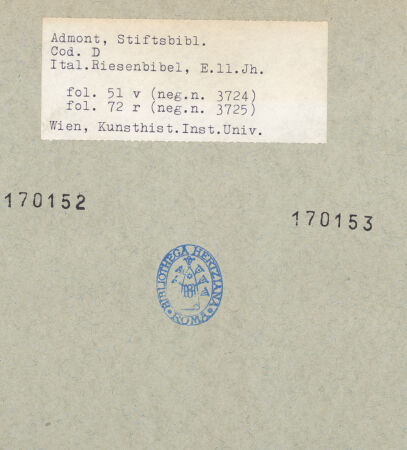 Admont, Stiftsbibl.
Cod. D
Ital.Riesenbibel, E.11.Jh.
fol. 51 v (neg.n. 3724)
fol. 72 r (neg.n. 3725)
Wien, Kunsthist.Inst.Univ.
170152
170153
BIBLIOTHECA HERTZIANA
ROMA